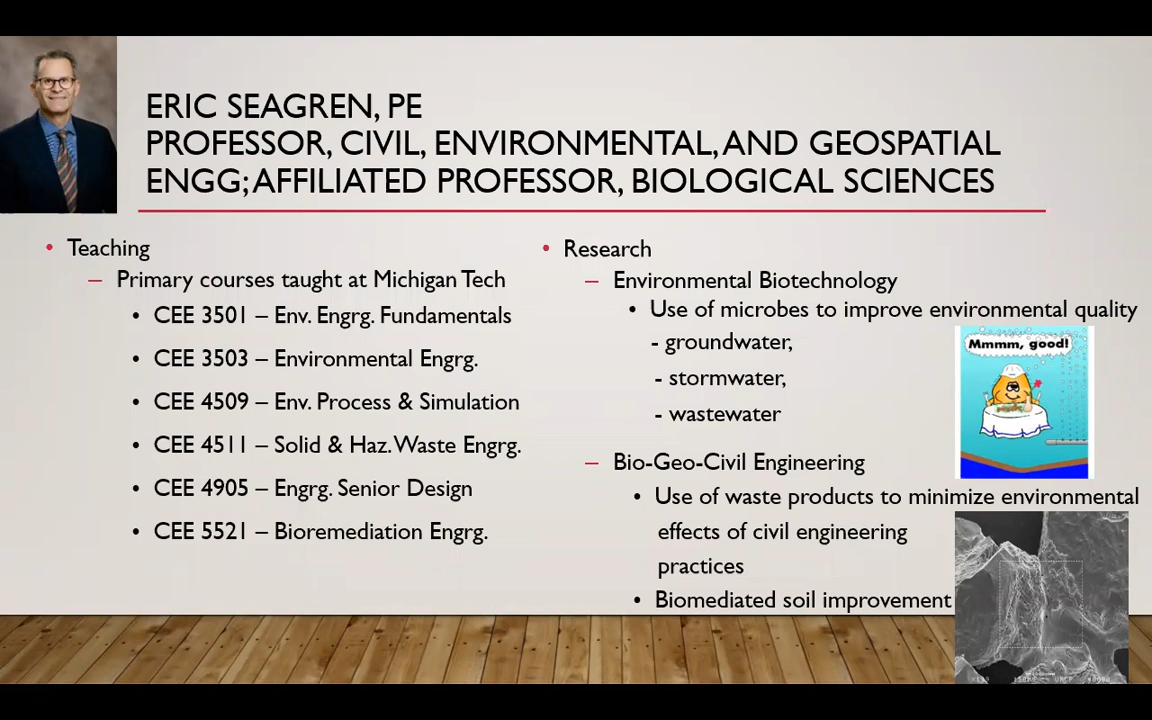 ERIC SEAGREN, PE
PROFESSOR, CIVIL, ENVIRONMENTAL, AND GEOSPATIAL
ENGG; AFFILIATED PROFESSOR, BIOLOGICAL SCIENCES
• Teaching
– Primary courses taught at Michigan Tech
• CEE 3501 – Env. Engrg. Fundamentals
• CEE 3503 – Environmental Engrg.
• CEE 4509 – Env. Process & Simulation
• CEE 4511 – Solid & Haz. Waste Engrg.
• CEE 4905 – Engrg. Senior Design
• CEE 5521 – Bioremediation Engrg.
• Research
– Environmental Biotechnology
• Use of microbes to improve environmental quality
- groundwater,
- stormwater,
- wastewater
Mmmm, good!
– Bio-Geo-Civil Engineering
• Use of waste products to minimize environmental
effects of civil engineering
practices
• Biomediated soil improvement